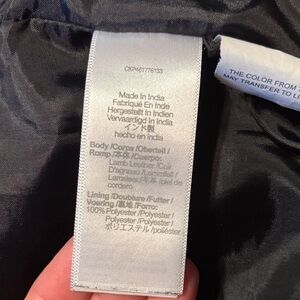 Made In India
Fabriqué En Inde
Hergestellt In Indien
Vervaardigd In India
インド製
hecho en India
Body /Corps/Oberteil /
Romp /本体 /Cuerpo:
Lamb Leather /Cuir
D'agneau /Lammfell /
Lamsleer /羊革 /piel de
cordero
Lining /Doublure/Futter/
Voering/裏地 /Forro:
100% Polyester /Polyester /
Polyester /Polyester /
ポリエステル /poliéster
THE COLOR FROM
MAY TRANSFER TO